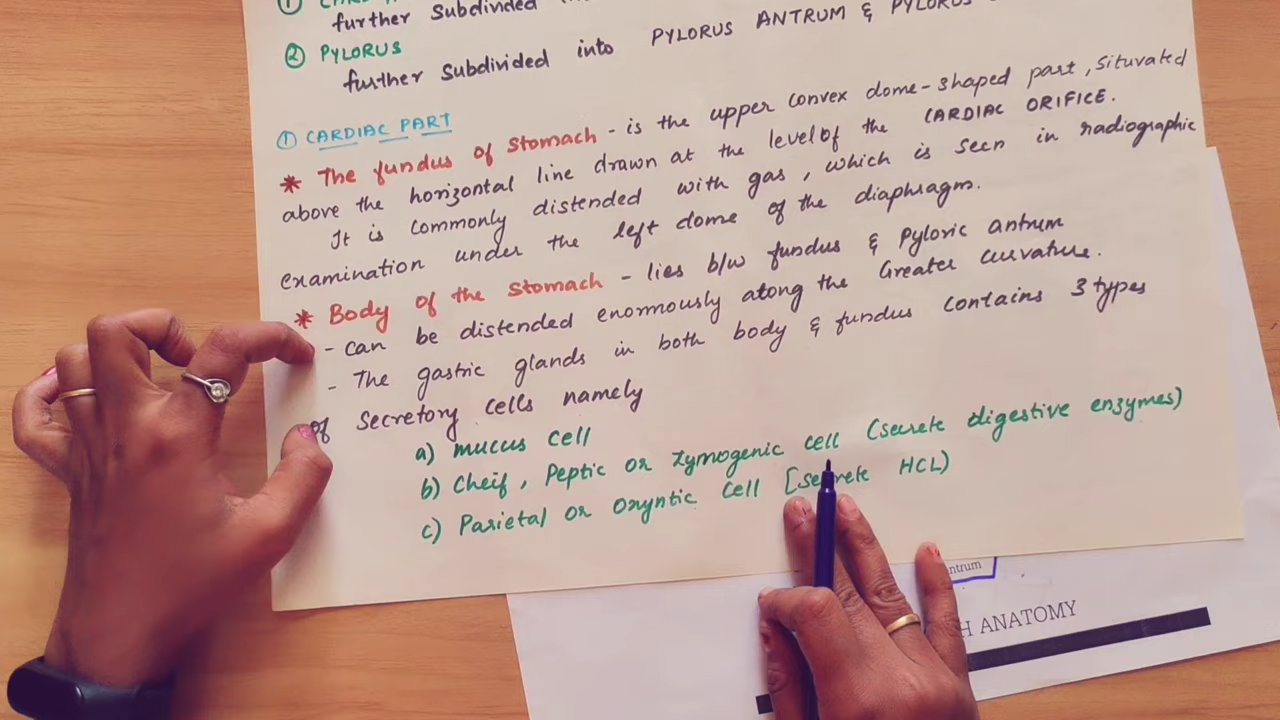 ①
further Subdivided
② PYLORUS
further Subdivided into PYLORUS ANTRUM & PYLORUS
① CARDIAC PART
* The fundus of Stomach - is the upper convex dome-shaped part, Situvated
above the horizontal line drawn at the level of the CARDIAC ORIFICE.
It is commonly distended with gas, which is seen in radiographic
examination under the left dome of the diaphragm.
* Body of the Stomach - lies b/w fundus & Pyloric antrum
- Can be distended enormously along the Greater curvature.
- The gastric glands in both body & fundus contains 3 types
of Secretory Cells namely
a) mucus Cell
b) Cheif, Peptic or Zymogenic cell (secrete digestive enzymes)
c) Parietal or Oxyntic Cell [secrete HCL)
ntrum
H ANATOMY